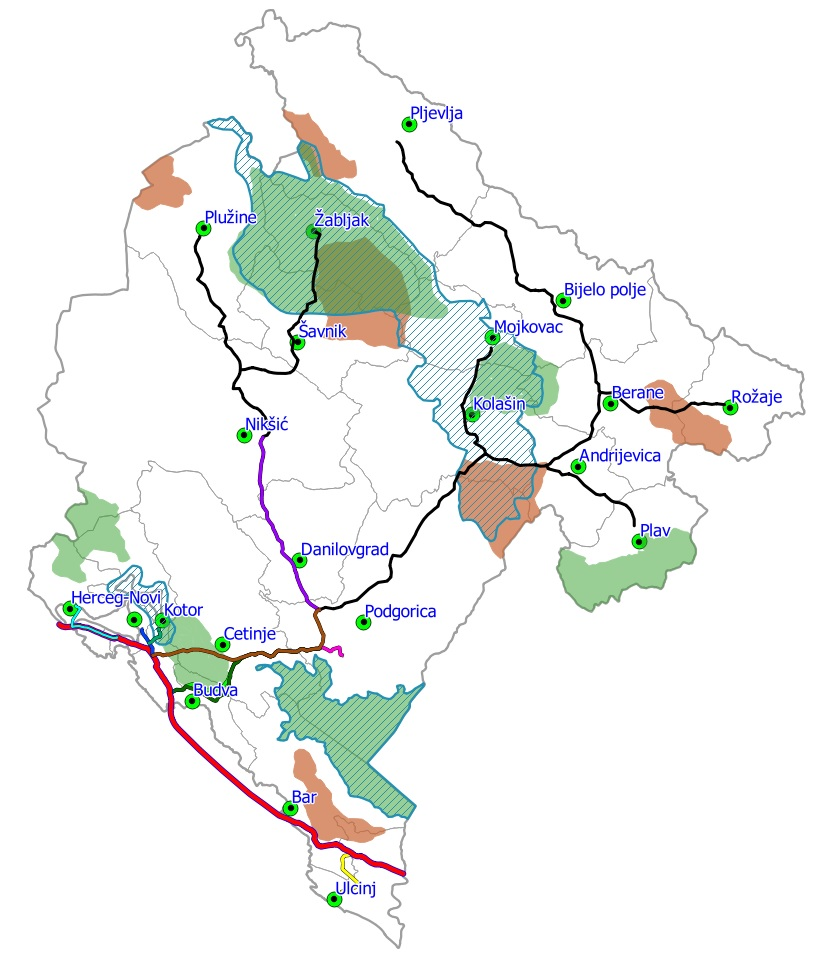 Pljevlja
Plužine
Žabljak
Bijelo polje
Šavnik
Mojkovac
Berane
Rožaje
Kolašin
Nikšić
Andrijevica
Plav
Danilovgrad
Herceg-Novi
Kotor
Podgorica
Cetinje
Budva
Bar
Ulcinj